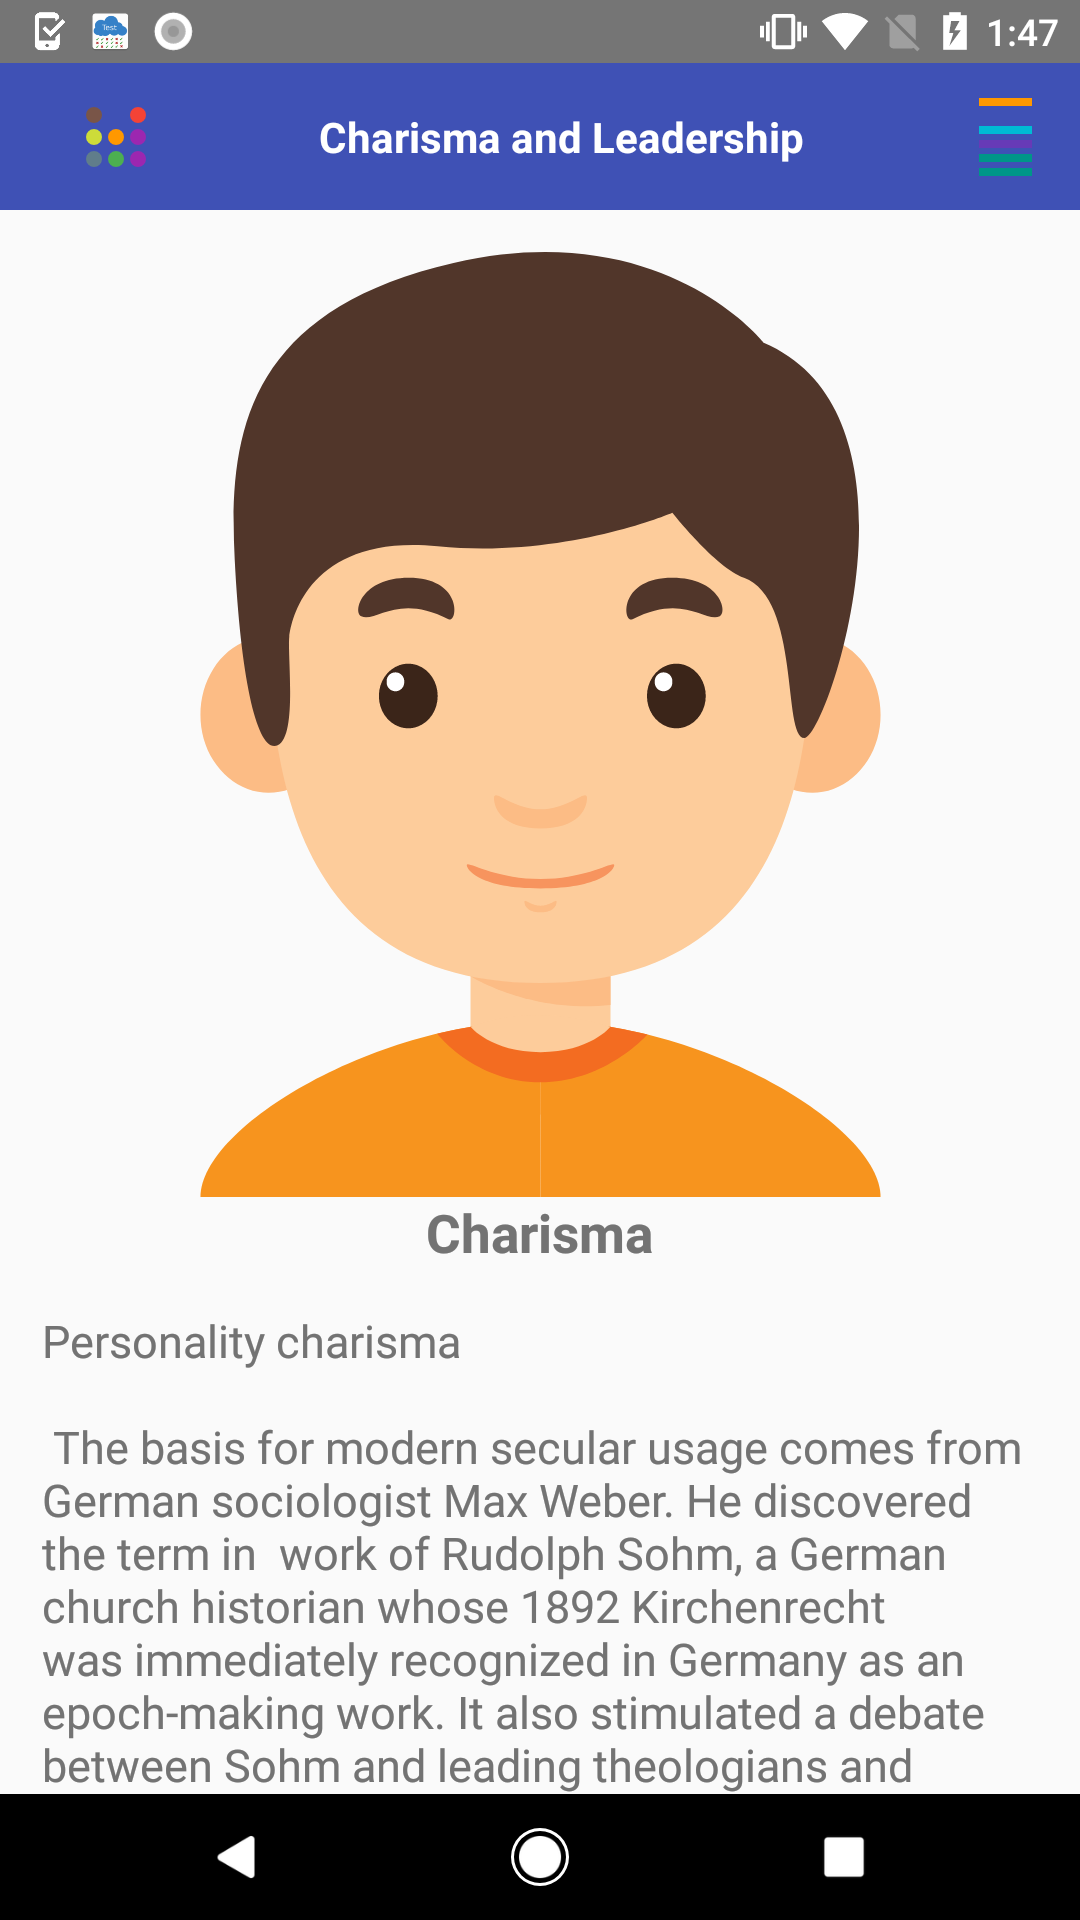 Test
1:47
Charisma and Leadership
Charisma
Personality charisma
The basis for modern secular usage comes from
German sociologist Max Weber. He discovered
the term in  work of Rudolph Sohm, a German
church historian whose 1892 Kirchenrecht
was immediately recognized in Germany as an
epoch-making work. It also stimulated a debate
between Sohm and leading theologians and